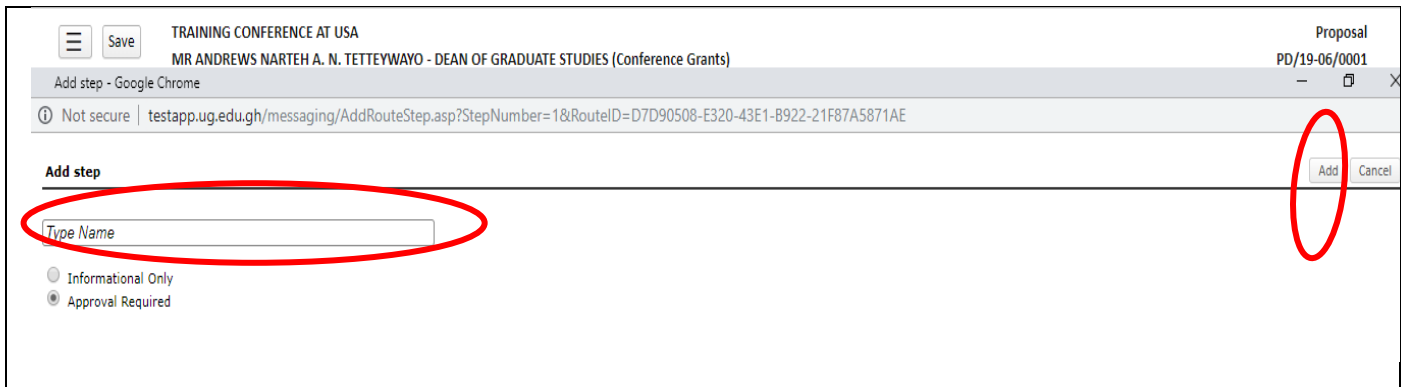 Save
TRAINING CONFERENCE AT USA
Proposal
MR ANDREWS NARTEH A. N. TETTEYWAYO - DEAN OF GRADUATE STUDIES (Conference Grants)
PD/19-06/0001
Add step - Google Chrome
Not secure | testapp.ug.edu.gh/messaging/AddRouteStep.asp?StepNumber=1&RouteID=D7D90508-E320-43E1-B922-21F87A5871AE
Add step
Add Cancel
Type Name
Informational Only
Approval Required